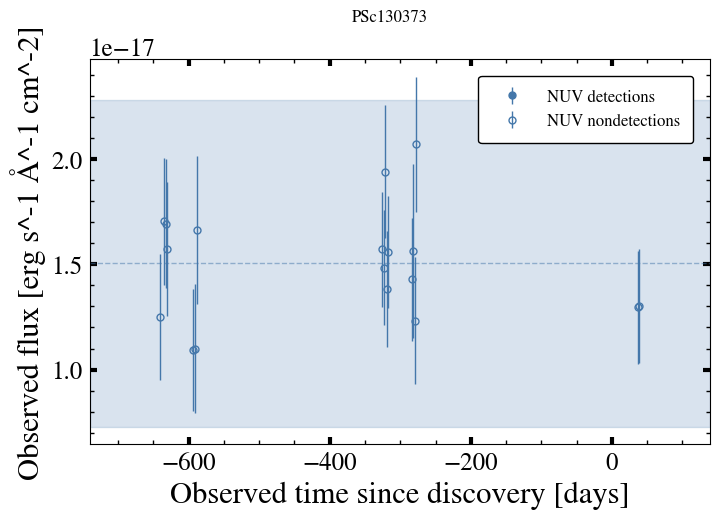 PSc130373
1e−17
Observed flux [erg s^-1 Å^-1 cm^-2]
2.0
1.5
1.0
NUV detections
NUV nondetections
−600
−400
−200
0
Observed time since discovery [days]